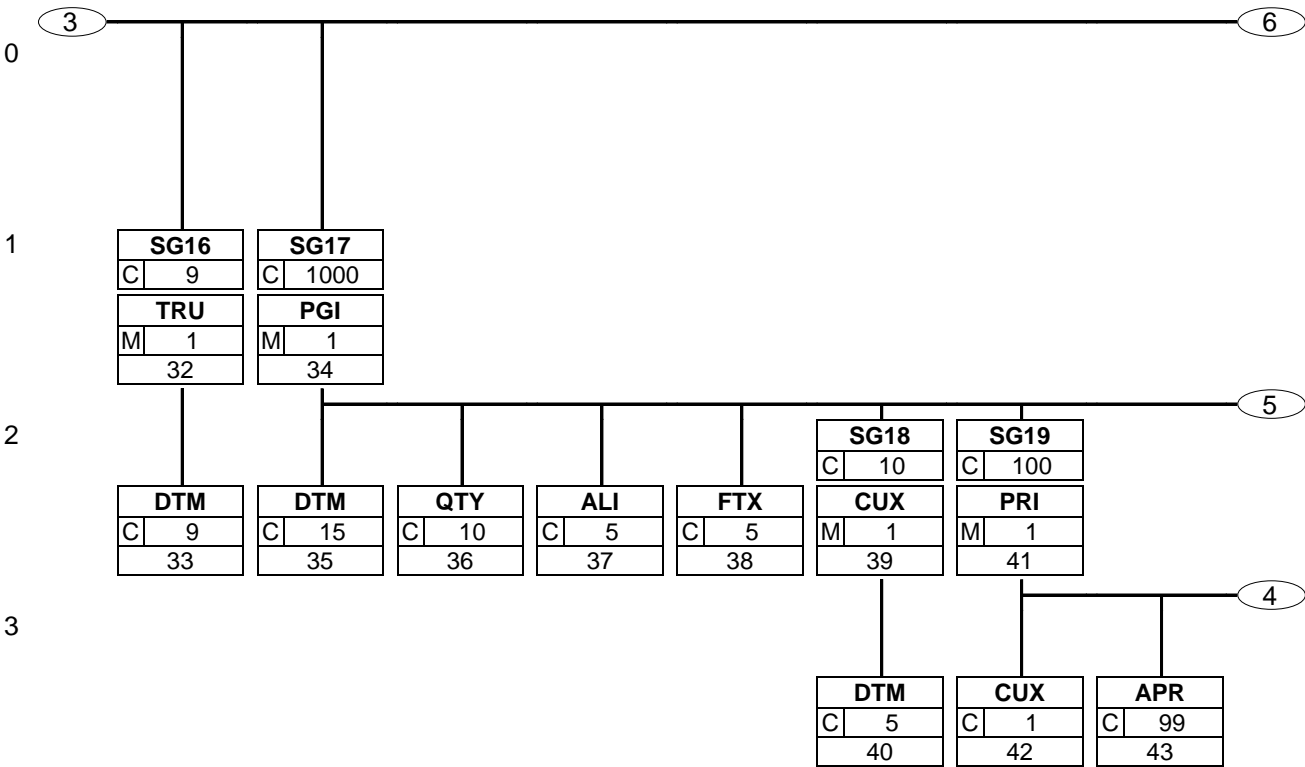 3 6
0
1 SG16 SG17
C 9 C 1000
TRU PGI
M 1 M 1
32 34
5
2 SG18 SG19
C 10 C 100
DTM DTM QTY ALI FTX CUX PRI
C 9 C 15 C 10 C 5 C 5 M 1 M 1
33 35 36 37 38 39 41
4
3
DTM CUX APR
C 5 C 1 C 99
40 42 43